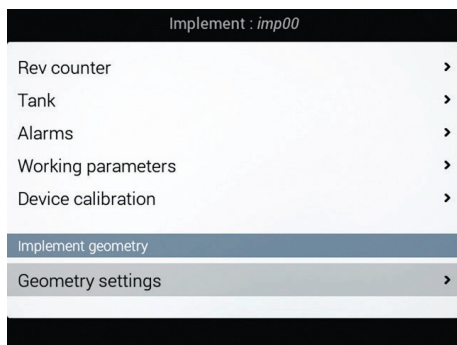 Implement : imp00
Rev counter
Tank
Alarms
Working parameters
Device calibration
Implement geometry
Geometry settings